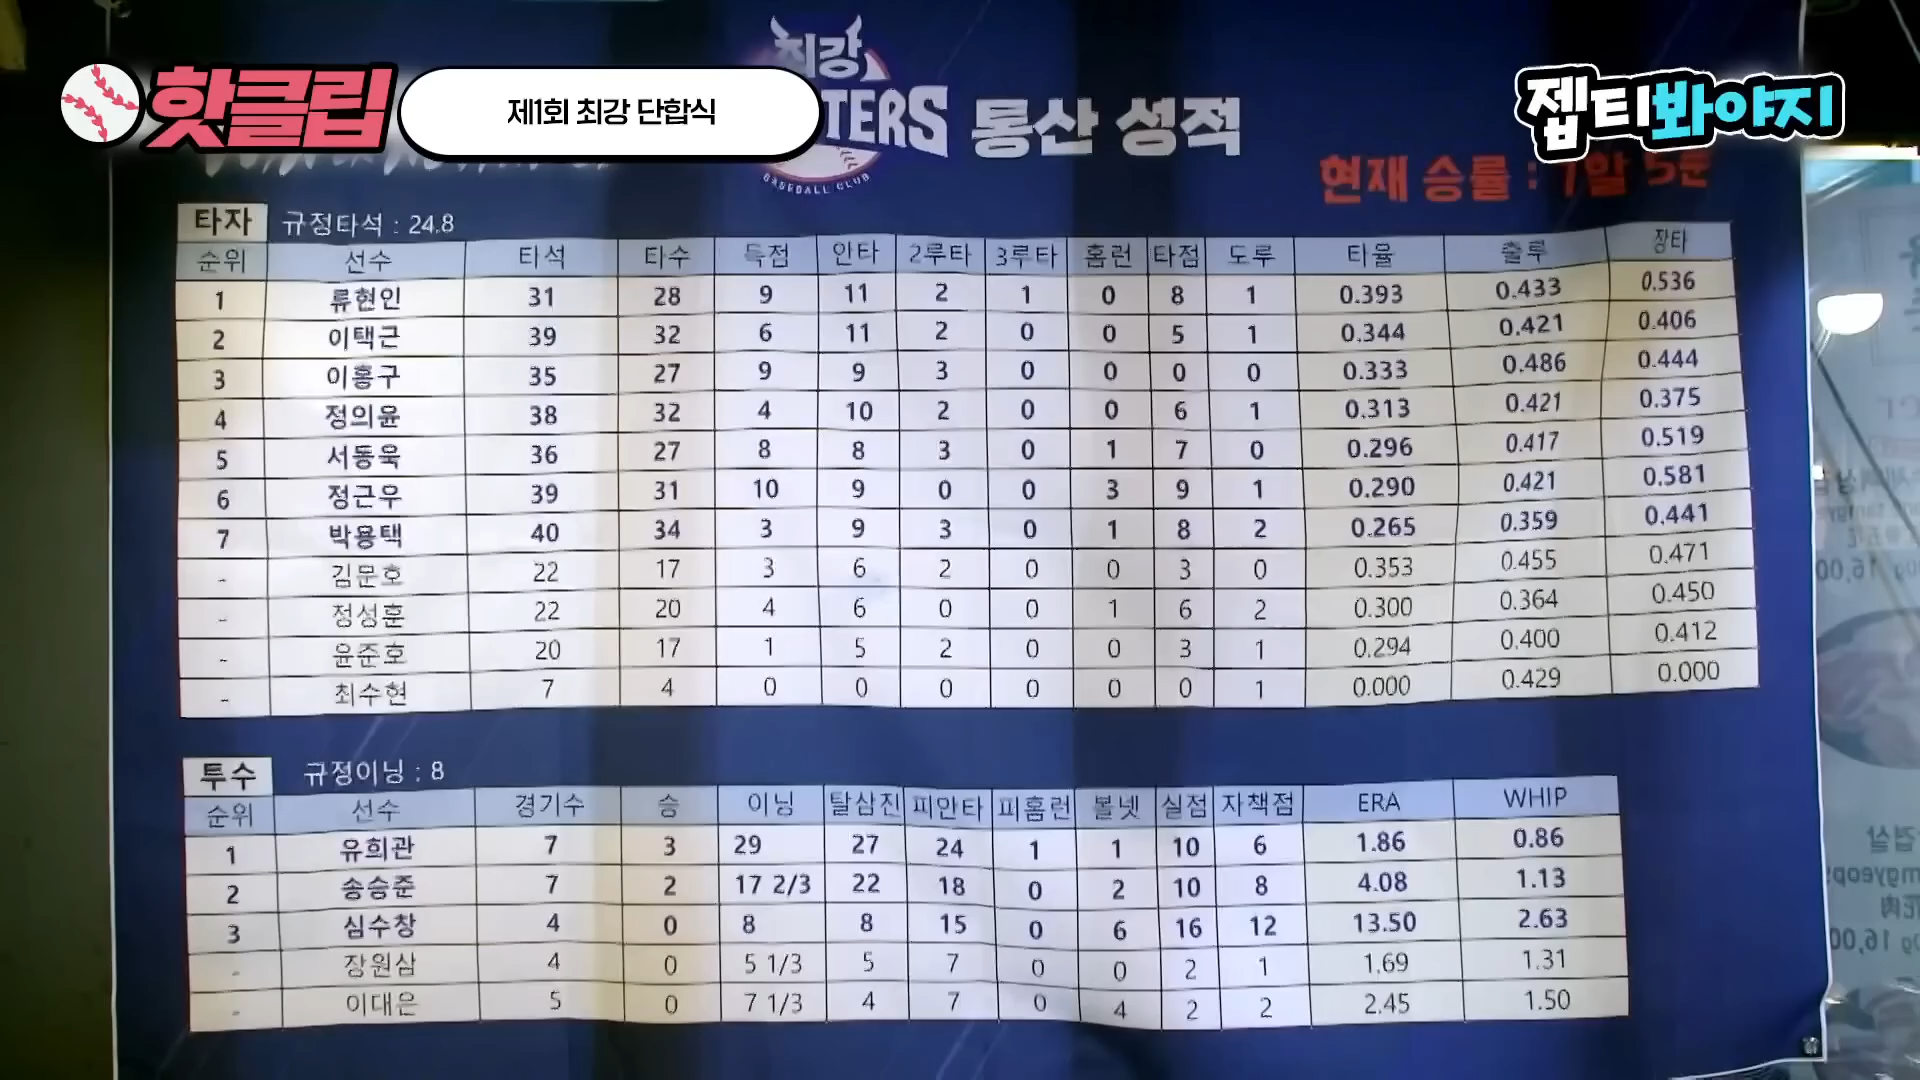 핫클립
제1회 최강 단합식
젭티봐야지
최강
TERS
BASEBALL CLUB
통산 성적
현재 승률 : 7할 5푼
타자 규정타석 : 24.8
순위 선수 타석 타수 득점 안타 2루타 3루타 홈런 타점 도루 타율 출루 장타
1 류현인 31 28 9 11 2 1 0 8 1 0.393 0.433 0.536
2 이택근 39 32 6 11 2 0 0 5 1 0.344 0.421 0.406
3 이홍구 35 27 9 9 3 0 0 0 0 0.333 0.486 0.444
4 정의윤 38 32 4 10 2 0 0 6 1 0.313 0.421 0.375
5 서동욱 36 27 8 8 3 0 1 7 0 0.296 0.417 0.519
6 정근우 39 31 10 9 0 0 3 9 1 0.290 0.421 0.581
7 박용택 40 34 3 9 3 0 1 8 2 0.265 0.359 0.441
- 김문호 22 17 3 6 2 0 0 3 0 0.353 0.455 0.471
- 정성훈 22 20 4 6 0 0 1 6 2 0.300 0.364 0.450
- 윤준호 20 17 1 5 2 0 0 3 1 0.294 0.400 0.412
- 최수현 7 4 0 0 0 0 0 0 1 0.000 0.429 0.000
투수 규정이닝 : 8
순위 선수 경기수 승 이닝 탈삼진 피안타 피홈런 볼넷 실점 자책점 ERA WHIP
1 유희관 7 3 29 27 24 1 1 10 6 1.86 0.86
2 송승준 7 2 17 2/3 22 18 0 2 10 8 4.08 1.13
3 심수창 4 0 8 8 15 0 6 16 12 13.50 2.63
- 장원삼 4 0 5 1/3 5 7 0 0 2 1 1.69 1.31
- 이대은 5 0 7 1/3 4 7 0 4 2 2 2.45 1.50